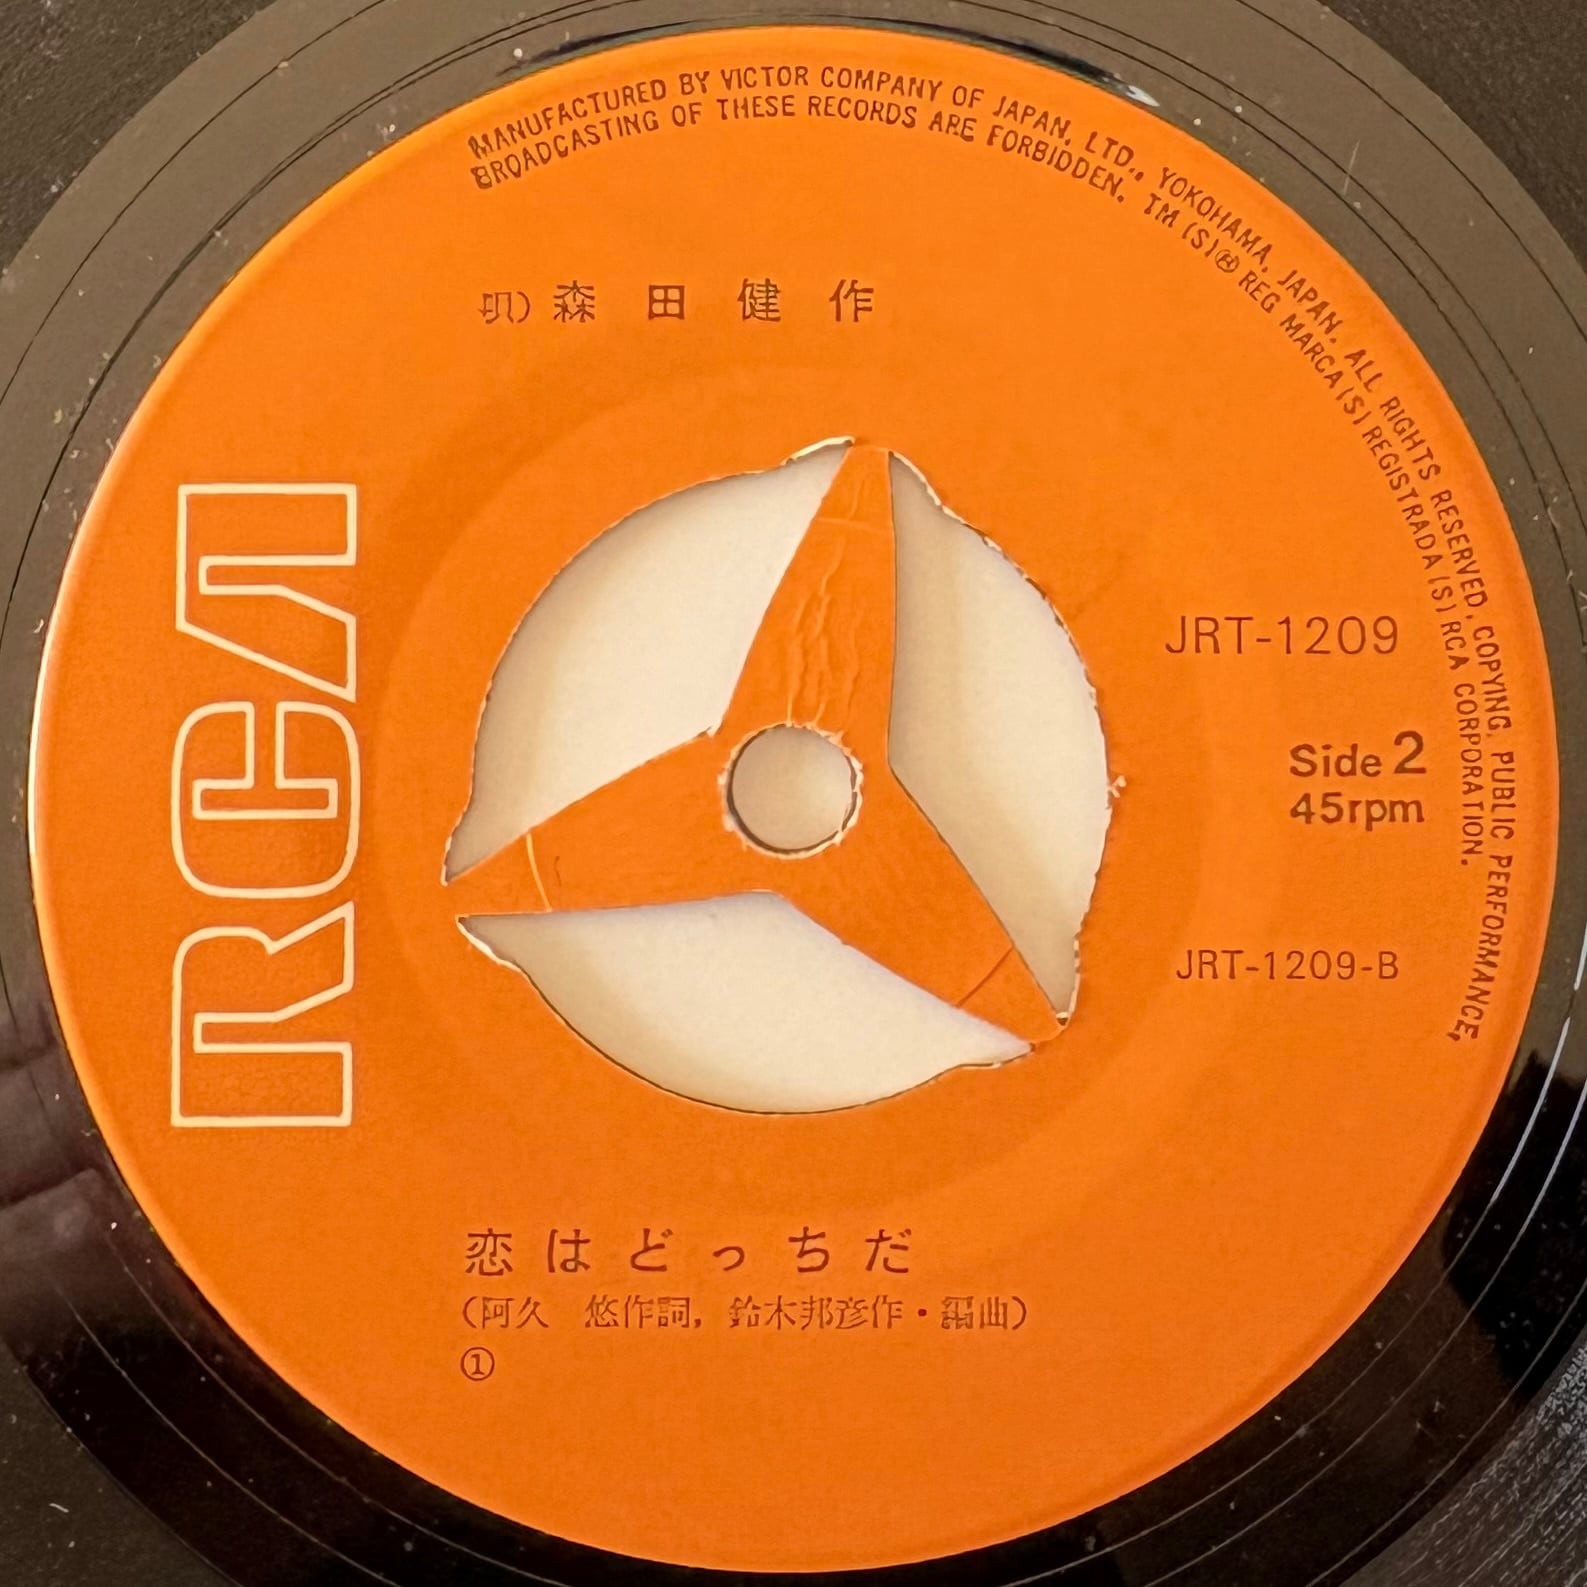 MANUFACTURED BY VICTOR COMPANY OF JAPAN, LTD., YOKOHAMA, JAPAN. ALL RIGHTS RESERVED, COPYING, PUBLIC PERFORMANCE,
BROADCASTING OF THESE RECORDS ARE FORBIDDEN. TM(S)® REG MARCA(S) REGISTRADA(S) RCA CORPORATION.
唄) 森田健作
RCA
JRT-1209
Side 2
45rpm
JRT-1209-B
恋はどっちだ
(阿久 悠作詞, 鈴木邦彦作・編曲)
①